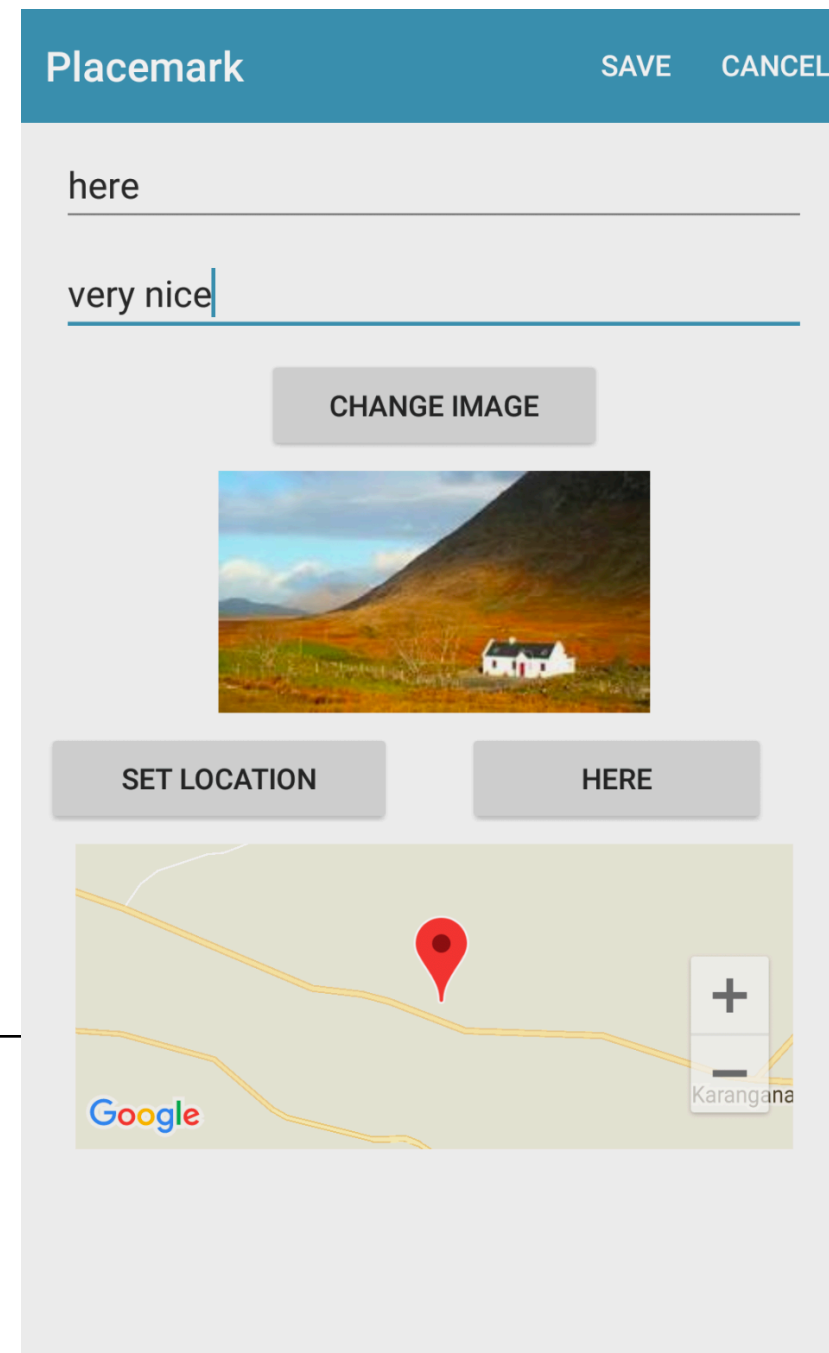 Placemark SAVE CANCEL
here
very nice
CHANGE IMAGE
SET LOCATION HERE
Karangana
Google